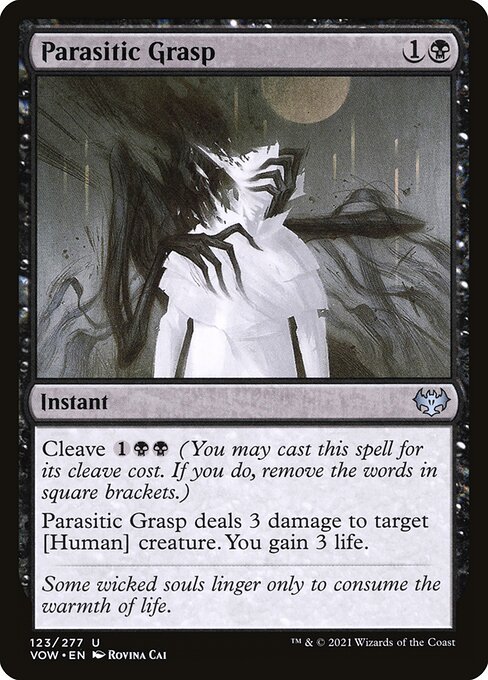 Parasitic Grasp 1
Instant
Cleave 1 (You may cast this spell for
its cleave cost. If you do, remove the words in
square brackets.)
Parasitic Grasp deals 3 damage to target
[Human] creature. You gain 3 life.
Some wicked souls linger only to consume the
warmth of life.
123/277 U
VOW • EN Rovina Cai
™ & © 2021 Wizards of the Coast